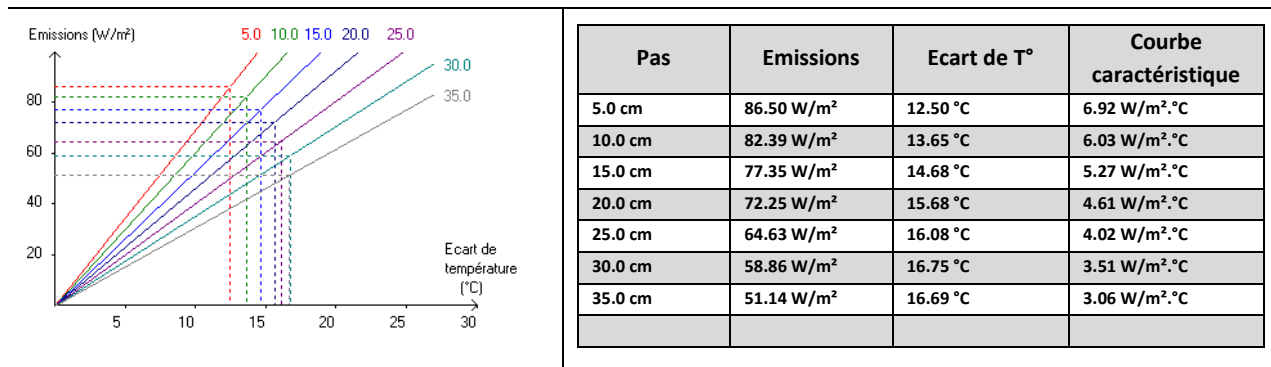 Emissions (W/m²)
5.0 10.0 15.0 20.0 25.0
30.0
35.0
80
60
40
20
Ecart de
température
(°C)
5 10 15 20 25 30
Pas Emissions Ecart de T° Courbe
caractéristique
5.0 cm 86.50 W/m² 12.50 °C 6.92 W/m².°C
10.0 cm 82.39 W/m² 13.65 °C 6.03 W/m².°C
15.0 cm 77.35 W/m² 14.68 °C 5.27 W/m².°C
20.0 cm 72.25 W/m² 15.68 °C 4.61 W/m².°C
25.0 cm 64.63 W/m² 16.08 °C 4.02 W/m².°C
30.0 cm 58.86 W/m² 16.75 °C 3.51 W/m².°C
35.0 cm 51.14 W/m² 16.69 °C 3.06 W/m².°C